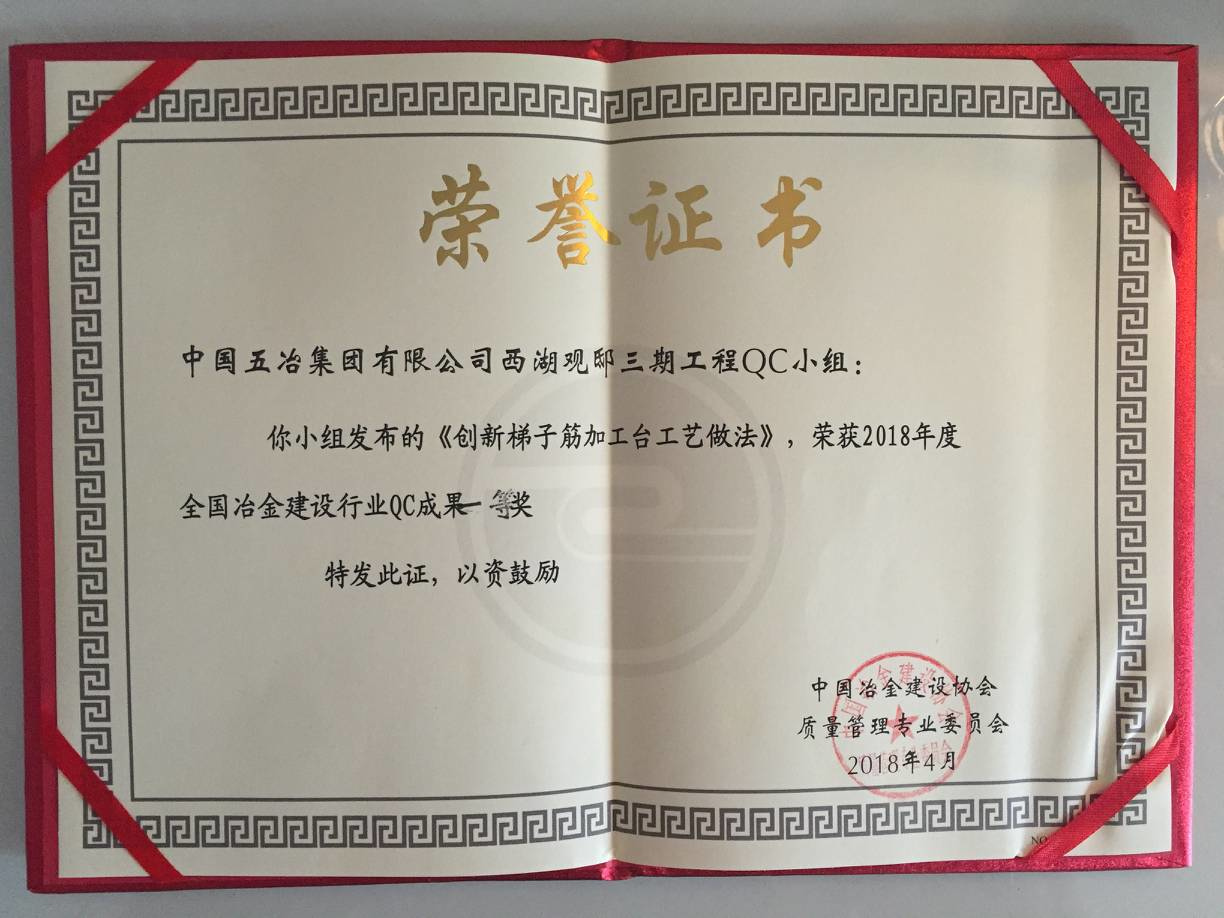 荣誉证书
中国五冶集团有限公司西湖观邸三期工程QC小组：
你小组发布的《创新梯子筋加工台工艺做法》，荣获2018年度
全国冶金建设行业QC成果一等奖
特发此证，以资鼓励
中国冶金建设协会
质量管理专业委员会
2018年4月
NO